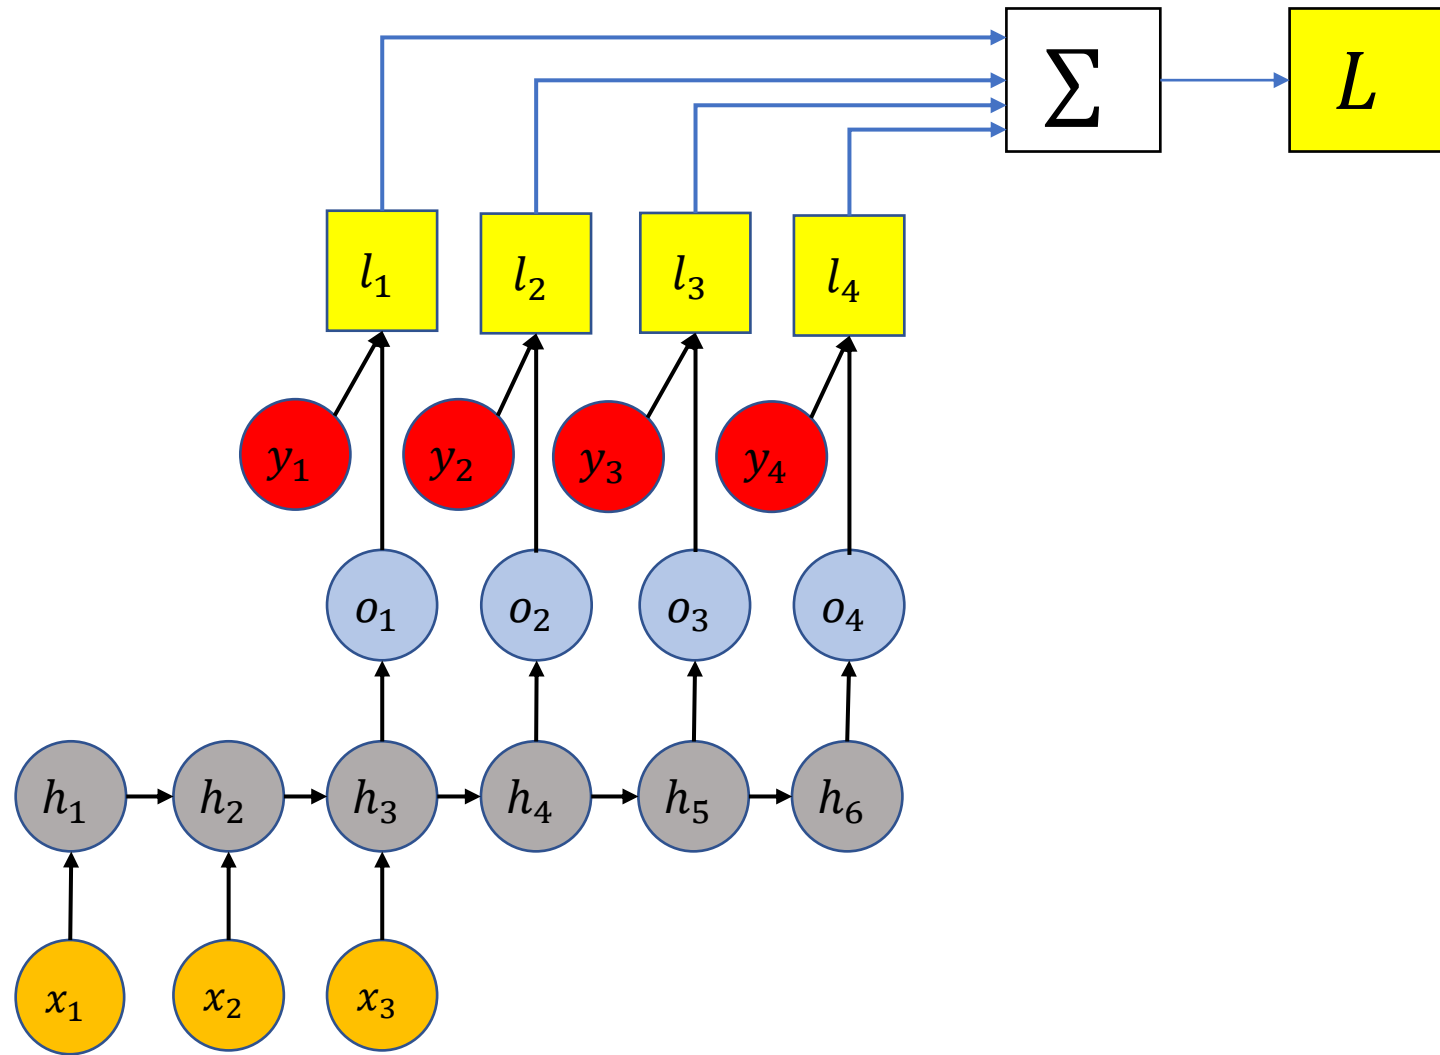 ∑ L
l₁ l₂ l₃ l₄
y₁ y₂ y₃ y₄
o₁ o₂ o₃ o₄
h₁ h₂ h₃ h₄ h₅ h₆
x₁ x₂ x₃